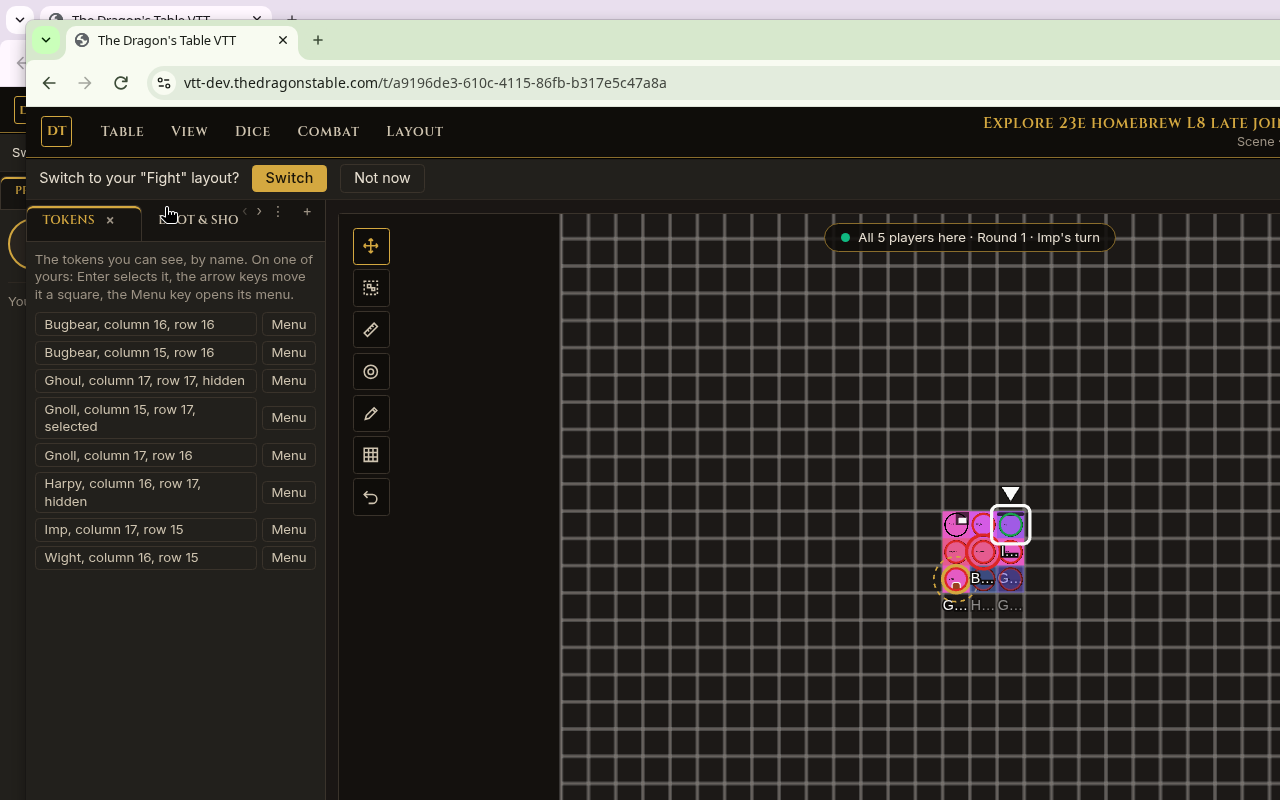 The Dragon's Table VTT
The Dragon's Table VTT
vtt-dev.thedragonstable.com/t/a9196de3-610c-4115-86fb-b317e5c47a8a
DT
TABLE
VIEW
DICE
COMBAT
LAYOUT
EXPLORE 23E HOMEBREW L8 LATE JOI
Scene
Switch to your "Fight" layout?
Switch
Not now
TOKENS
& SHO
All 5 players here · Round 1 · Imp's turn
The tokens you can see, by name. On one of
yours: Enter selects it, the arrow keys move
it a square, the Menu key opens its menu.
Bugbear, column 16, row 16
Menu
Bugbear, column 15, row 16
Menu
Ghoul, column 17, row 17, hidden
Menu
Gnoll, column 15, row 17,
selected
Menu
Gnoll, column 17, row 16
Menu
Harpy, column 16, row 17,
hidden
Menu
Imp, column 17, row 15
Menu
Wight, column 16, row 15
Menu
I...
B...
G...
G...
H...
G...